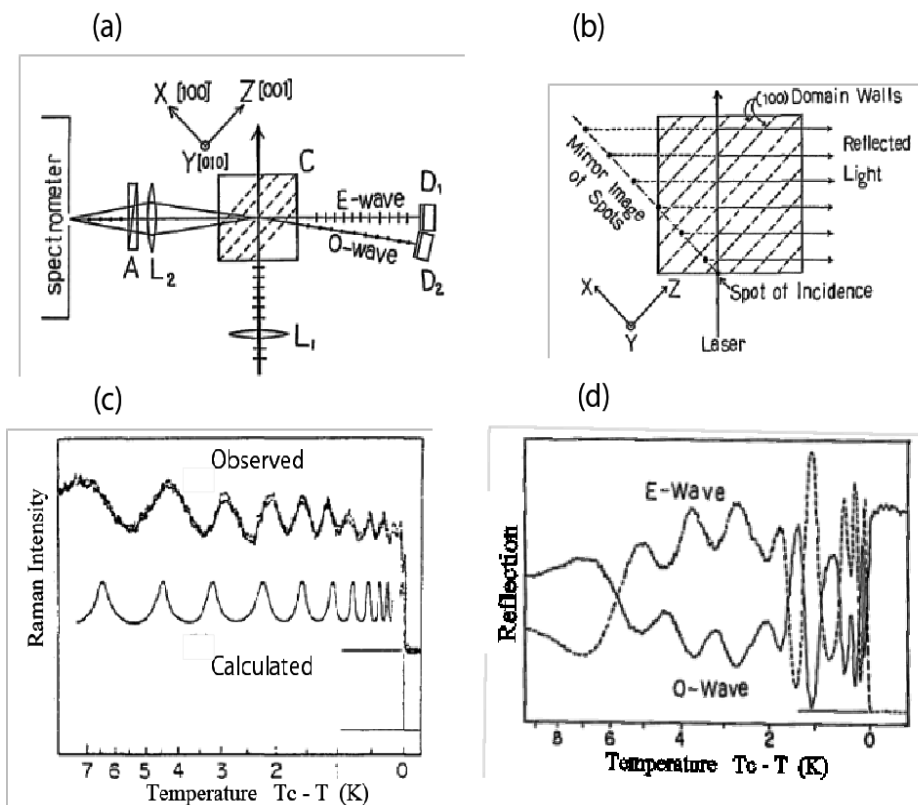 (a)
X [100]
Z [001]
Y [010]
C
D₁
E-wave
O-wave
D₂
spectrometer
A
L₂
L₁
(b)
(100) Domain Walls
Reflected
Light
Mirror Image
of Spots
Spot of Incidence
X
Z
Y
Laser
(c)
Observed
Raman Intensity
Calculated
7 6 5 4 3 2 1 0
Temperature Tc - T (K)
(d)
E-Wave
Reflection
O-Wave
8 6 4 2 0
Temperature Tc - T (K)